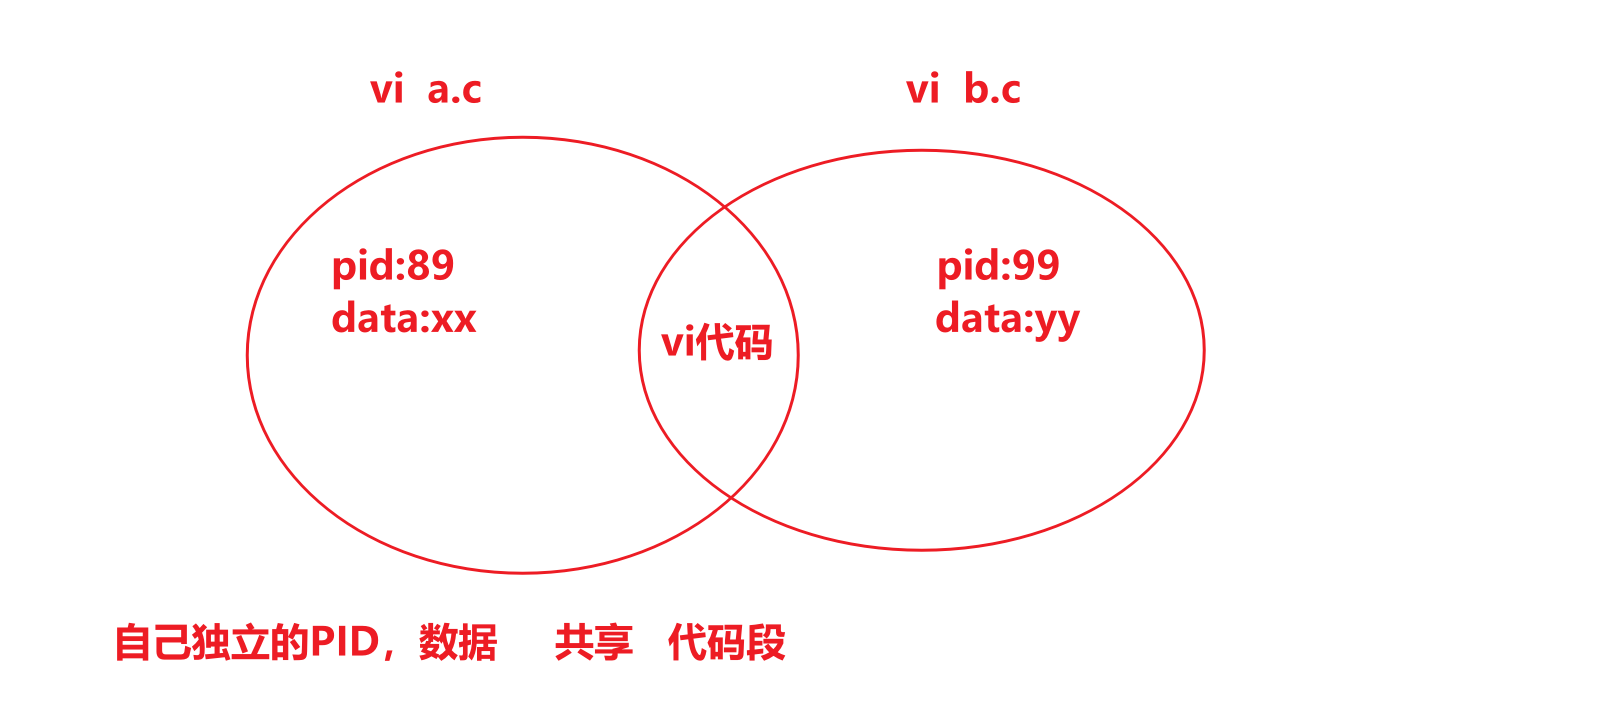 vi a.c
vi b.c
pid:89
data:xx
vi代码
pid:99
data:yy
自己独立的PID，数据 共享 代码段